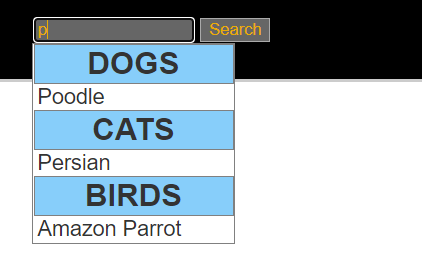 p Search
DOGS
Poodle
CATS
Persian
BIRDS
Amazon Parrot